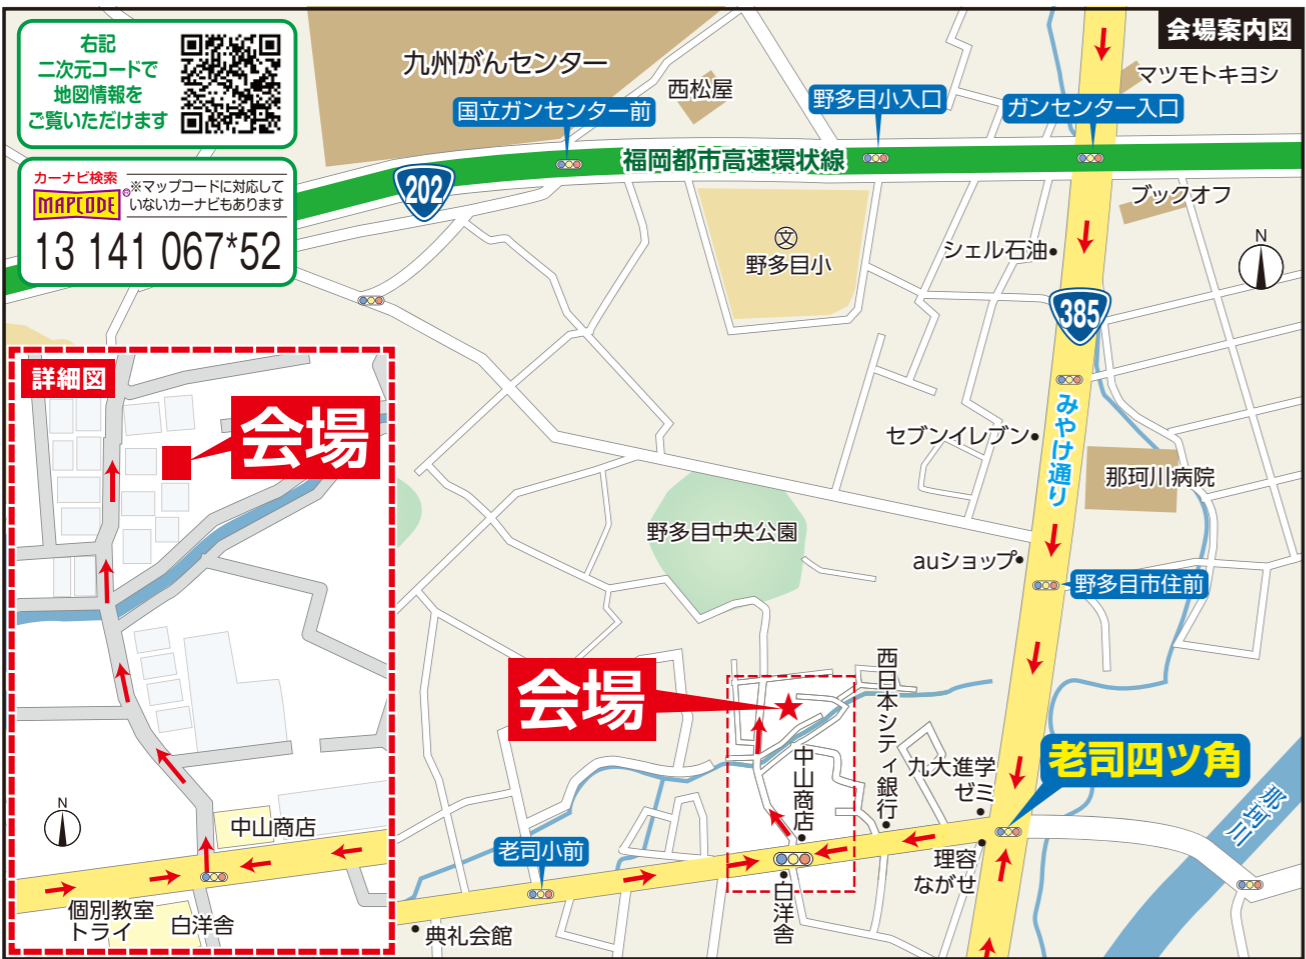 会場案内図
右記
二次元コードで
地図情報を
ご覧いただけます
カーナビ検索
MAPCODE
®
※マップコードに対応して
いないカーナビもあります
13 141 067*52
九州がんセンター
西松屋
マツモトキヨシ
国立ガンセンター前
野多目小入口
ガンセンター入口
福岡都市高速環状線
202
ブックオフ
文
野多目小
シェル石油
N
385
みやけ通り
セブンイレブン
那珂川病院
野多目中央公園
auショップ
野多目市住前
会場
西日本シティ銀行
中山商店
九大進学
ゼミ
老司四ツ角
那珂川
老司小前
理容
ながせ
白洋舎
典礼会館
詳細図
会場
N
中山商店
個別教室
トライ
白洋舎